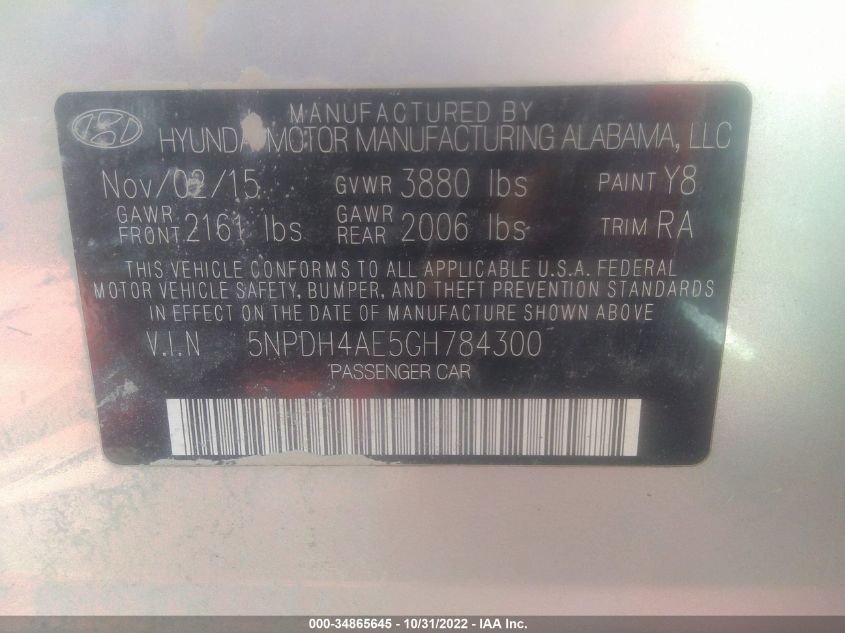 MANUFACTURED BY
HYUNDAI MOTOR MANUFACTURING ALABAMA, LLC
Nov/02/15 GVWR 3880 lbs PAINT Y8
GAWR FRONT 2161 lbs GAWR REAR 2006 lbs TRIM RA
THIS VEHICLE CONFORMS TO ALL APPLICABLE U.S.A. FEDERAL
MOTOR VEHICLE SAFETY, BUMPER, AND THEFT PREVENTION STANDARDS
IN EFFECT ON THE DATE OF MANUFACTURE SHOWN ABOVE.
V.I.N 5NPDH4AE5GH784300
PASSENGER CAR
000-34865645 - 10/31/2022 - IAA Inc.